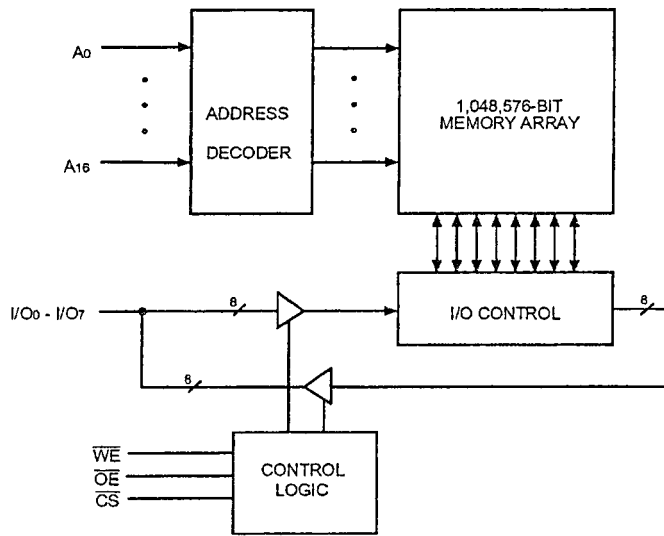 A0
A16
ADDRESS
DECODER
1,048,576-BIT
MEMORY ARRAY
I/O0 - I/O7
8
I/O CONTROL
8
8
WE
OE
CS
CONTROL
LOGIC